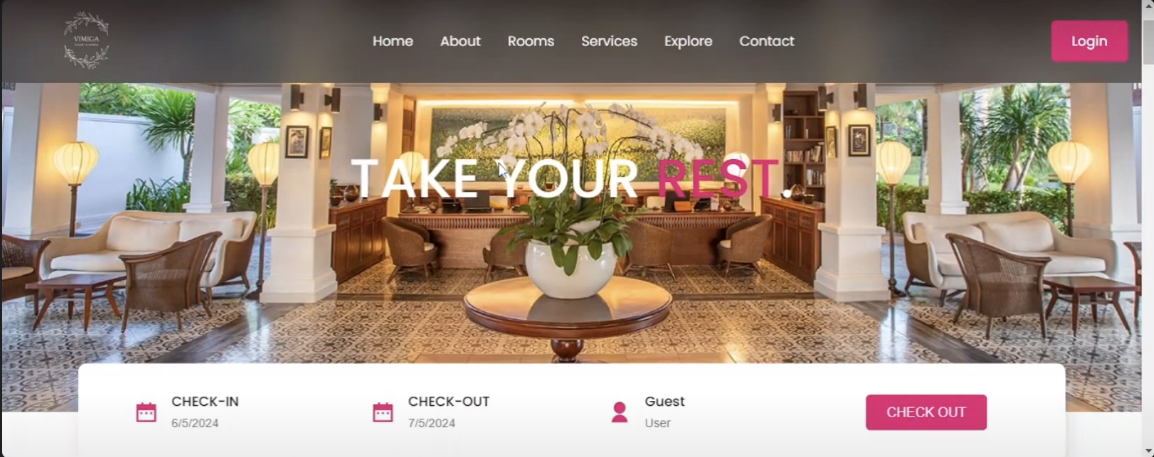 VIMIGA
Home About Rooms Services Explore Contact
Login
TAKE YOUR REST.
CHECK-IN
6/5/2024
CHECK-OUT
7/5/2024
Guest
User
CHECK OUT